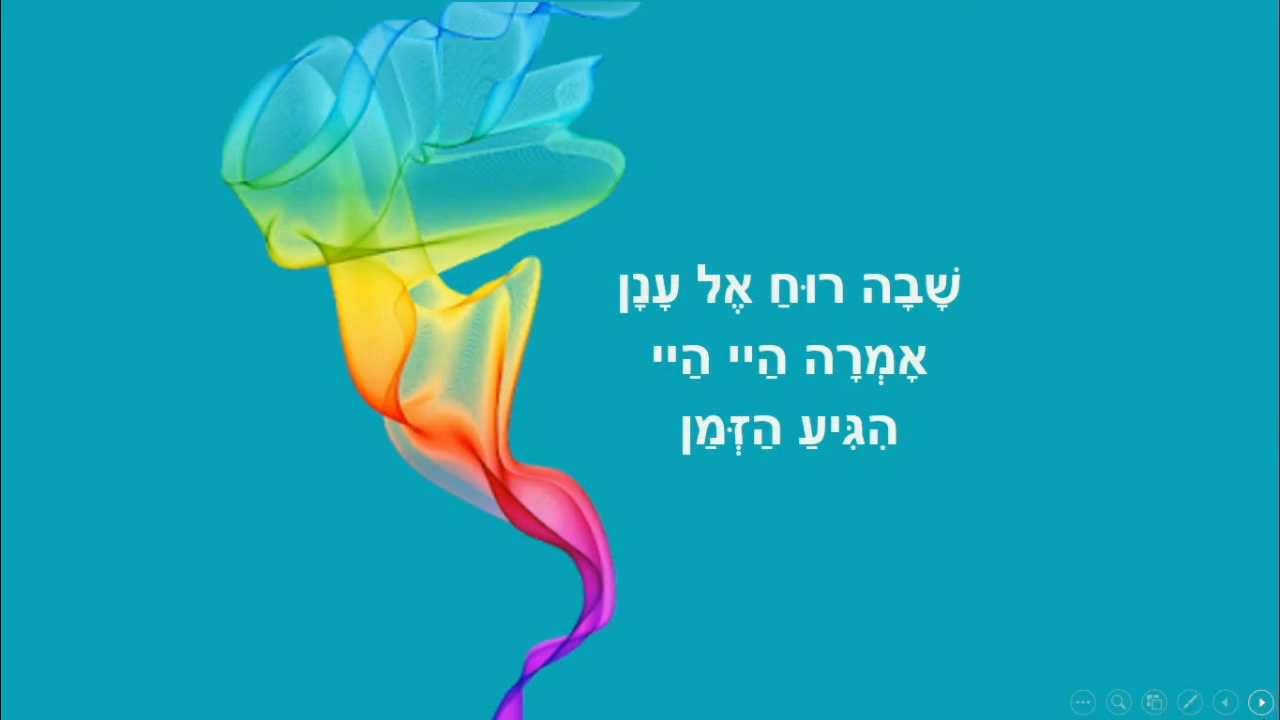 שָׁבָה רוּחַ אֶל עָנָן
אָמְרָה הַיי הַיי
הִגִּיעַ הַזְּמַן